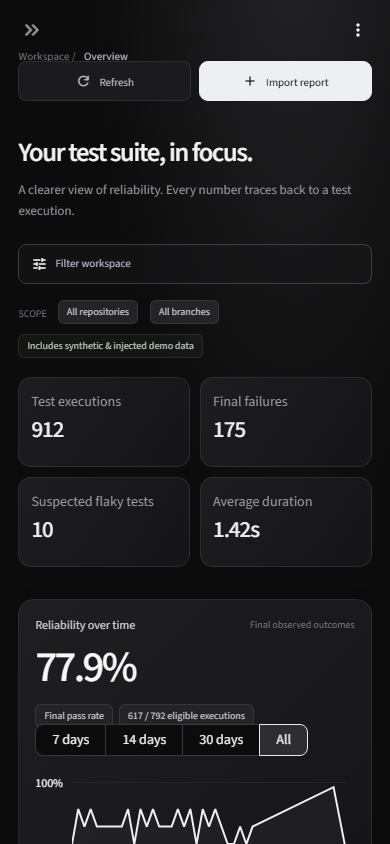 Workspace / Overview
Refresh
Import report
Your test suite, in focus.
A clearer view of reliability. Every number traces back to a test
execution.
Filter workspace
SCOPE
All repositories
All branches
Includes synthetic & injected demo data
Test executions
912
Final failures
175
Suspected flaky tests
10
Average duration
1.42s
Reliability over time
Final observed outcomes
77.9%
Final pass rate
617 / 792 eligible executions
7 days
14 days
30 days
All
100%